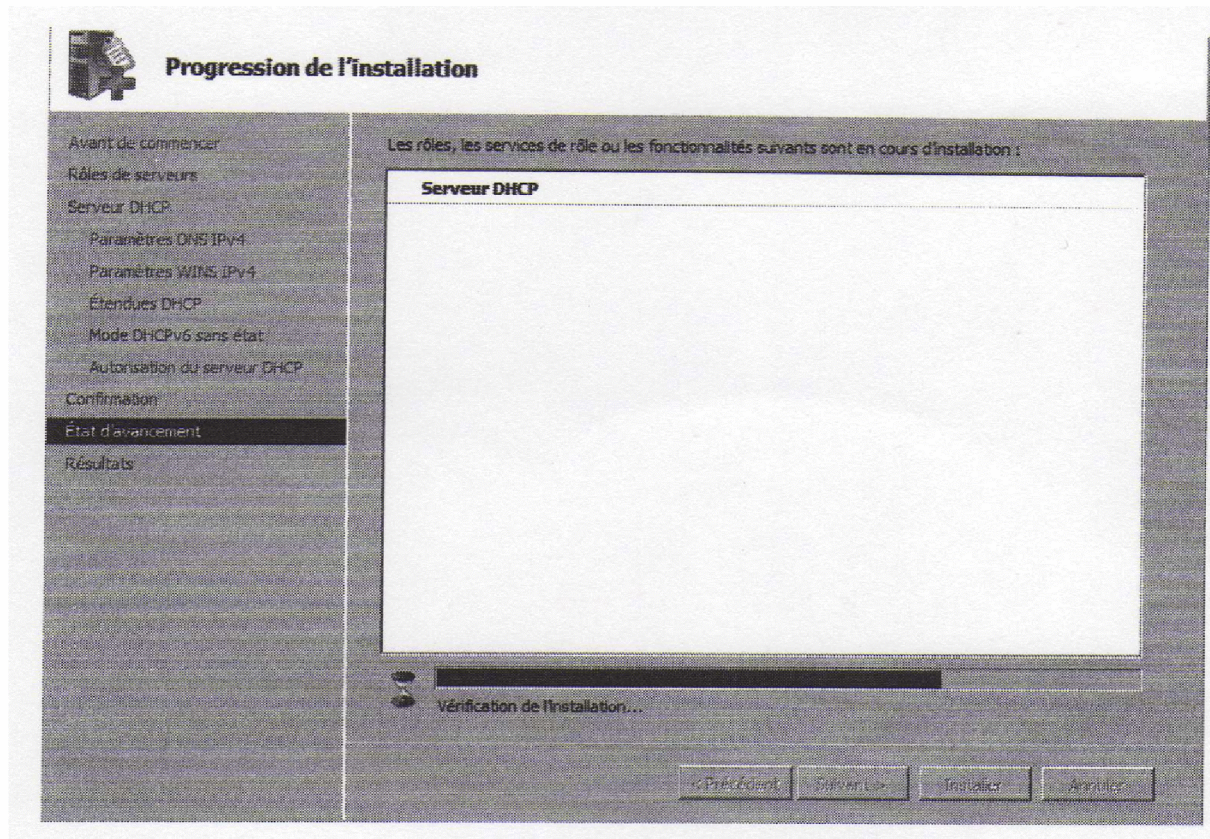 Progression de l'installation
Avant de commencer
Rôles de serveurs
Serveur DHCP
Paramètres DNS IPv4
Paramètres WINS IPv4
Étendues DHCP
Mode DHCPv6 sans état
Autorisation du serveur DHCP
Confirmation
État d'avancement
Résultats
Les rôles, les services de rôle ou les fonctionnalités suivants sont en cours d'installation :
Serveur DHCP
Vérification de l'installation...
< Précédent
Suivant >
Installer
Annuler